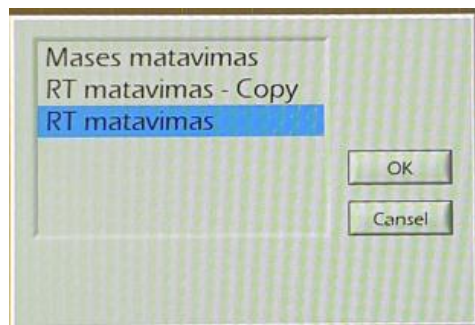 Mases matavimas
RT matavimas - Copy
RT matavimas
OK
Cansel